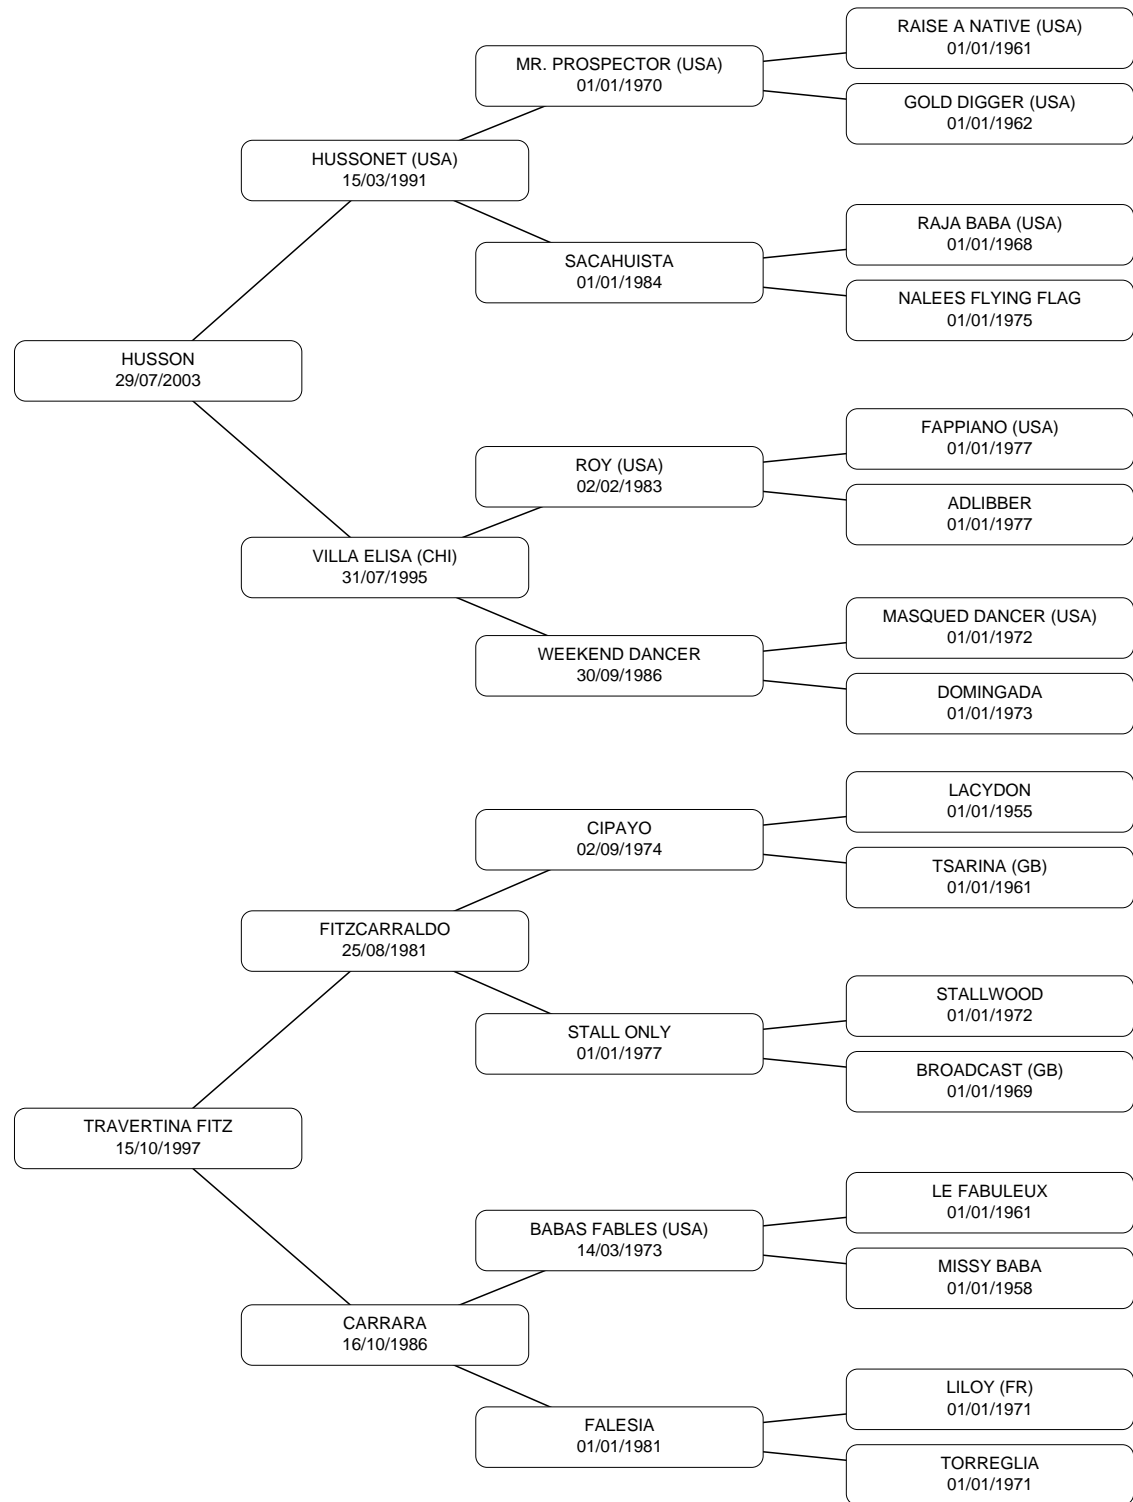 RAISE A NATIVE (USA)
01/01/1961
MR. PROSPECTOR (USA)
01/01/1970
GOLD DIGGER (USA)
01/01/1962
HUSSONET (USA)
15/03/1991
RAJA BABA (USA)
01/01/1968
SACAHUISTA
01/01/1984
NALEES FLYING FLAG
01/01/1975
HUSSON
29/07/2003
FAPPIANO (USA)
01/01/1977
ROY (USA)
02/02/1983
ADLIBBER
01/01/1977
VILLA ELISA (CHI)
31/07/1995
MASQUED DANCER (USA)
01/01/1972
WEEKEND DANCER
30/09/1986
DOMINGADA
01/01/1973
LACYDON
01/01/1955
CIPAYO
02/09/1974
TSARINA (GB)
01/01/1961
FITZCARRALDO
25/08/1981
STALLWOOD
01/01/1972
STALL ONLY
01/01/1977
BROADCAST (GB)
01/01/1969
TRAVERTINA FITZ
15/10/1997
LE FABULEUX
01/01/1961
BABAS FABLES (USA)
14/03/1973
MISSY BABA
01/01/1958
CARRARA
16/10/1986
LILOY (FR)
01/01/1971
FALESIA
01/01/1981
TORREGLIA
01/01/1971